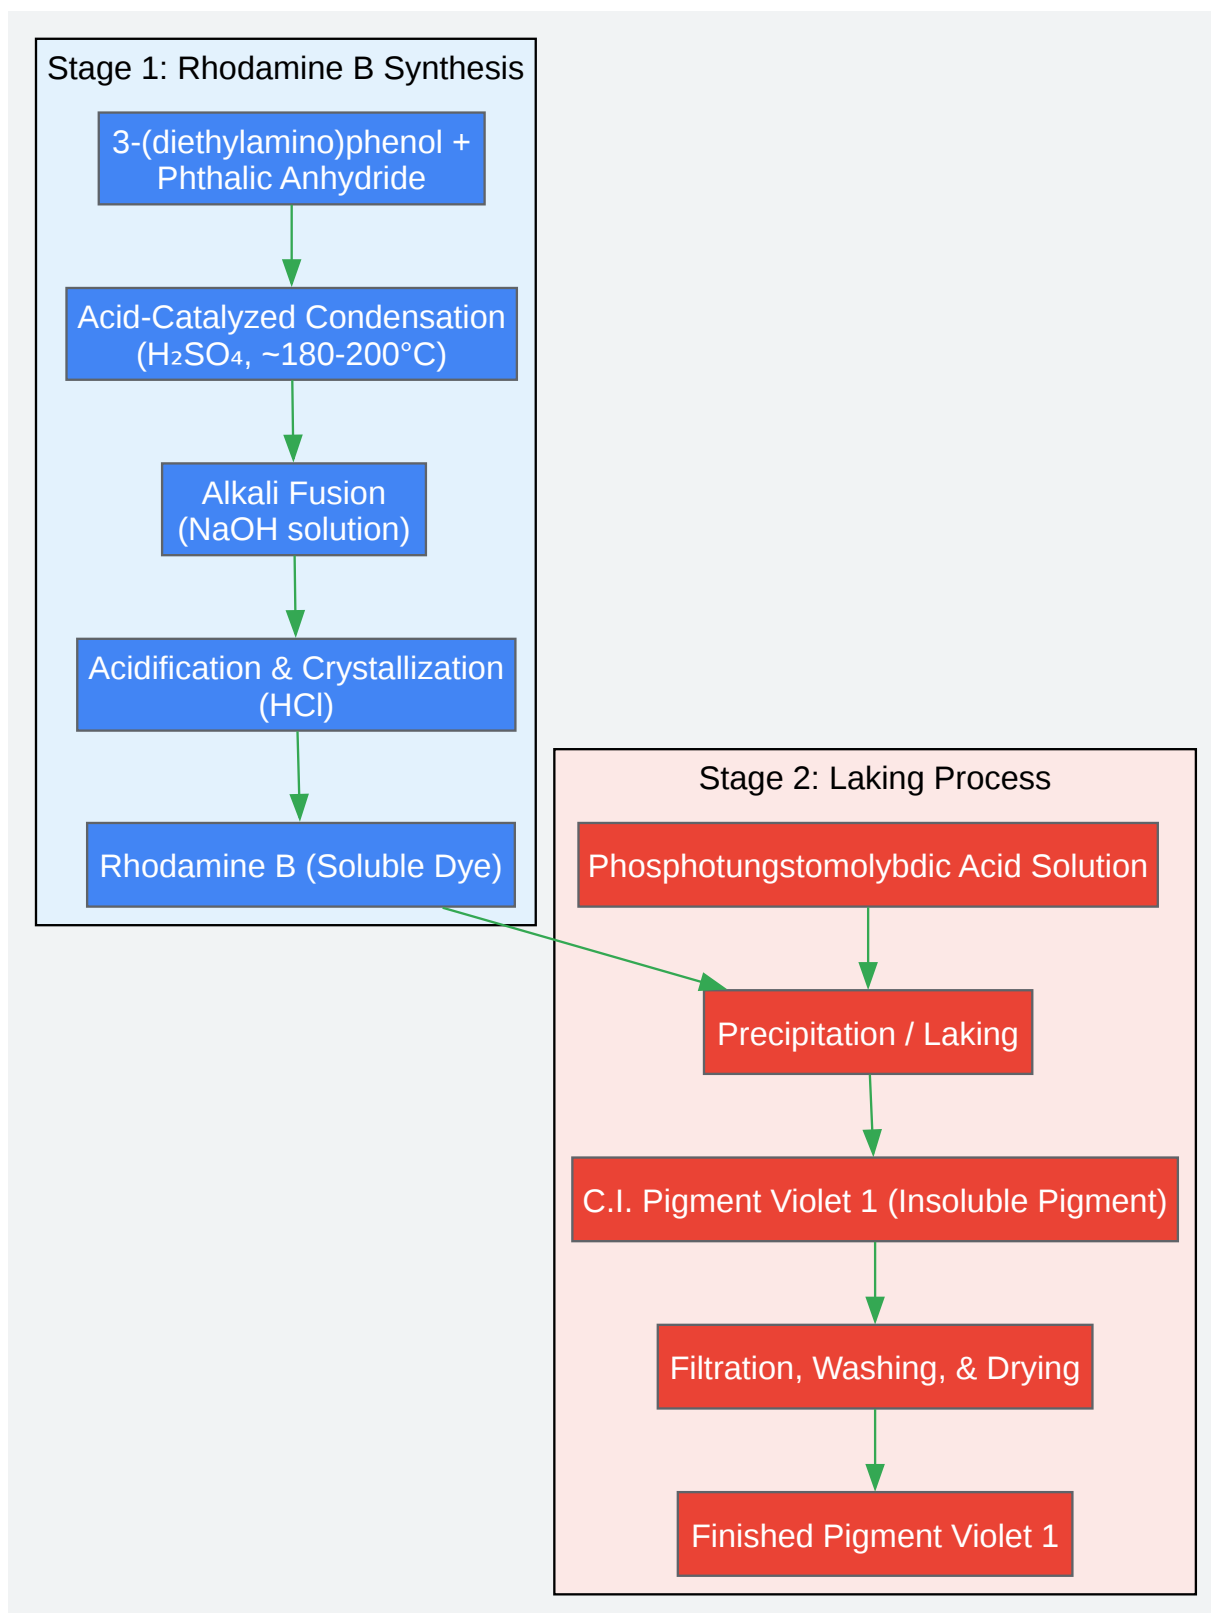 Stage 1: Rhodamine B Synthesis
3-(diethylamino)phenol +
Phthalic Anhydride
Acid-Catalyzed Condensation
(H₂SO₄, ~180-200°C)
Alkali Fusion
(NaOH solution)
Acidification & Crystallization
(HCl)
Rhodamine B (Soluble Dye)
Stage 2: Laking Process
Phosphotungstomolybdic Acid Solution
Precipitation / Laking
C.I. Pigment Violet 1 (Insoluble Pigment)
Filtration, Washing, & Drying
Finished Pigment Violet 1